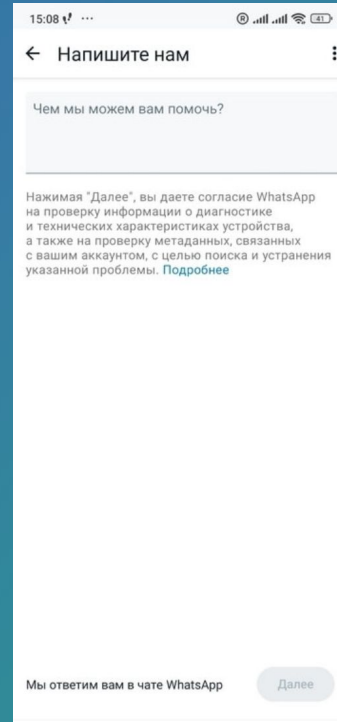 15:08 ...
41
Напишите нам
Чем мы можем вам помочь?
Нажимая "Далее", вы даете согласие WhatsApp
на проверку информации о диагностике
и технических характеристиках устройства,
а также на проверку метаданных, связанных
с вашим аккаунтом, с целью поиска и устранения
указанной проблемы. Подробнее
Мы ответим вам в чате WhatsApp
Далее